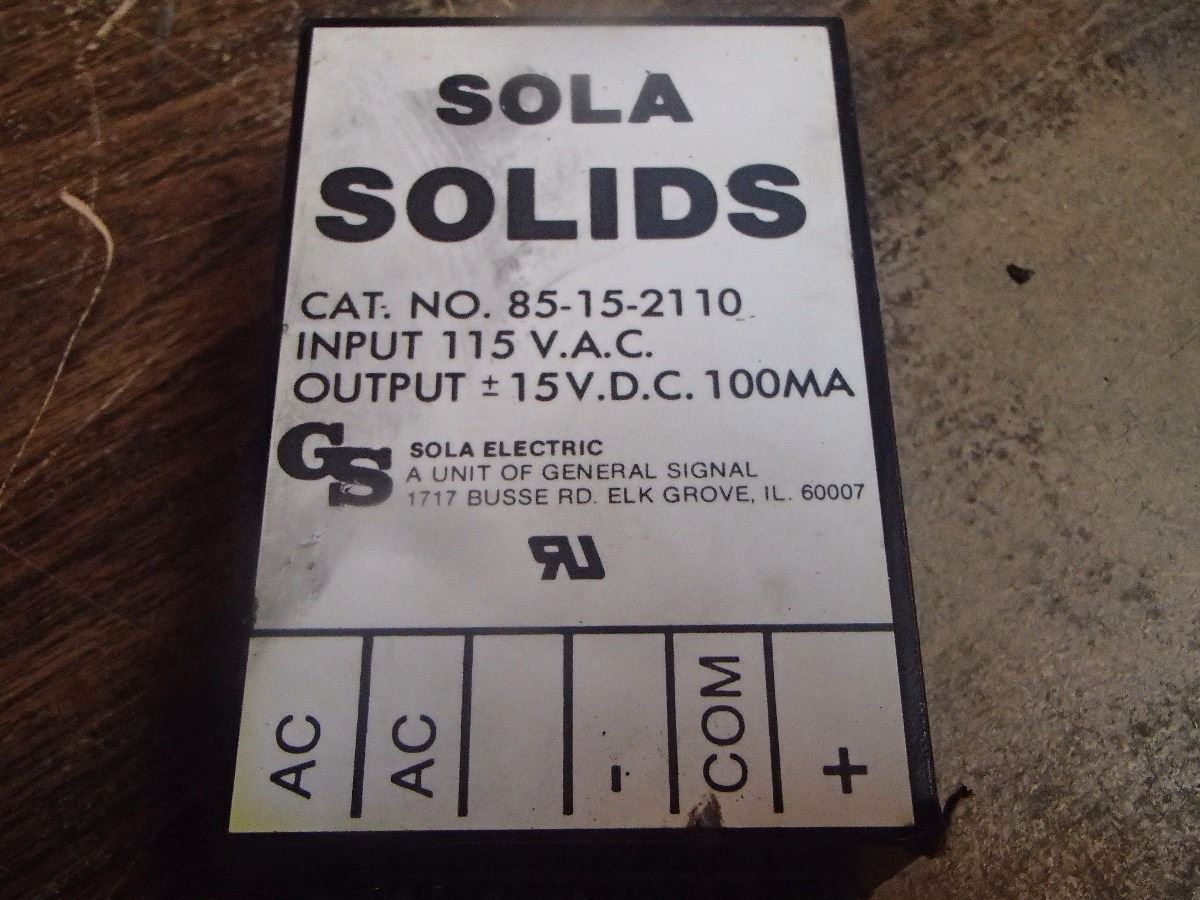 SOLA
SOLIDS
CAT. NO. 85-15-2110
INPUT 115 V.A.C.
OUTPUT ± 15V.D.C. 100MA
GS
SOLA ELECTRIC
A UNIT OF GENERAL SIGNAL
1717 BUSSE RD. ELK GROVE, IL. 60007
RU
AC
AC
-
COM
+